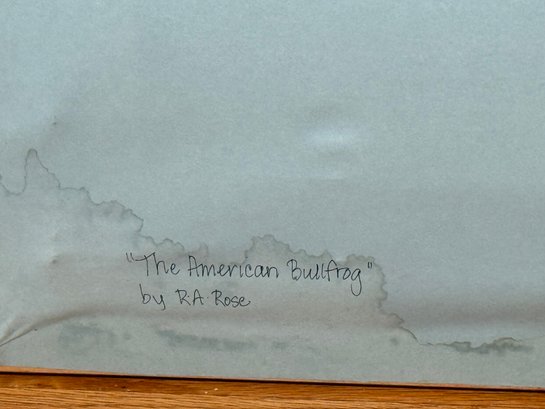 "The American Bullfrog"
by R.A. Rose